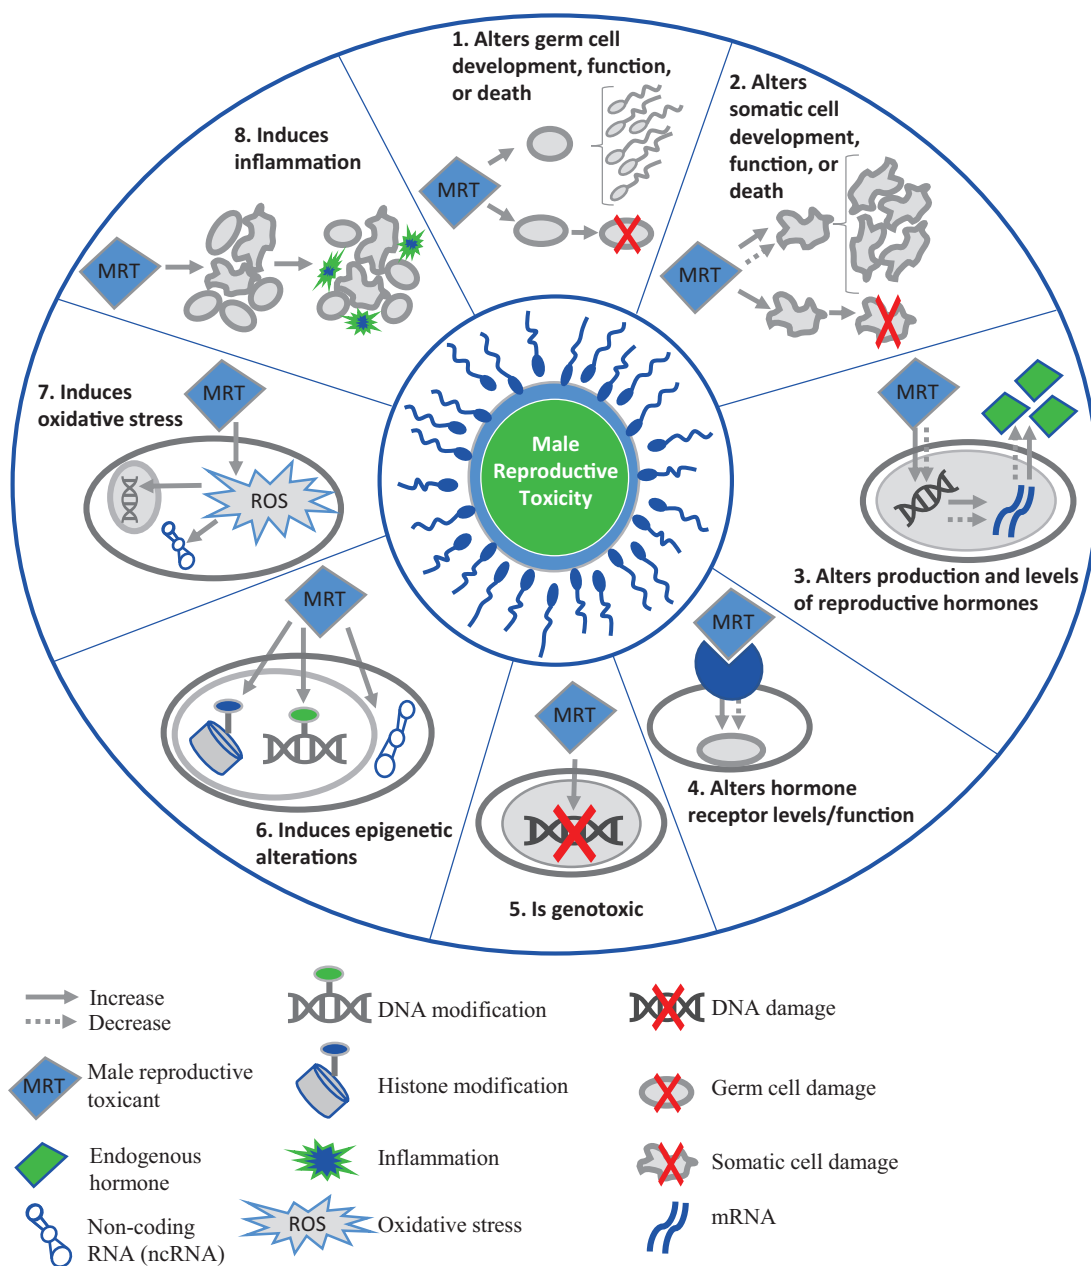 1. Alters germ cell
development, function,
or death
MRT
2. Alters
somatic cell
development,
function, or
death
MRT
MRT
3. Alters production and levels
of reproductive hormones
MRT
4. Alters hormone
receptor levels/function
MRT
5. Is genotoxic
MRT
6. Induces epigenetic
alterations
7. Induces
oxidative stress
MRT
ROS
8. Induces
inflammation
MRT
Male
Reproductive
Toxicity
Increase
Decrease
MRT
Male reproductive
toxicant
Endogenous
hormone
Non-coding
RNA (ncRNA)
DNA modification
Histone modification
Inflammation
ROS
Oxidative stress
DNA damage
Germ cell damage
Somatic cell damage
mRNA